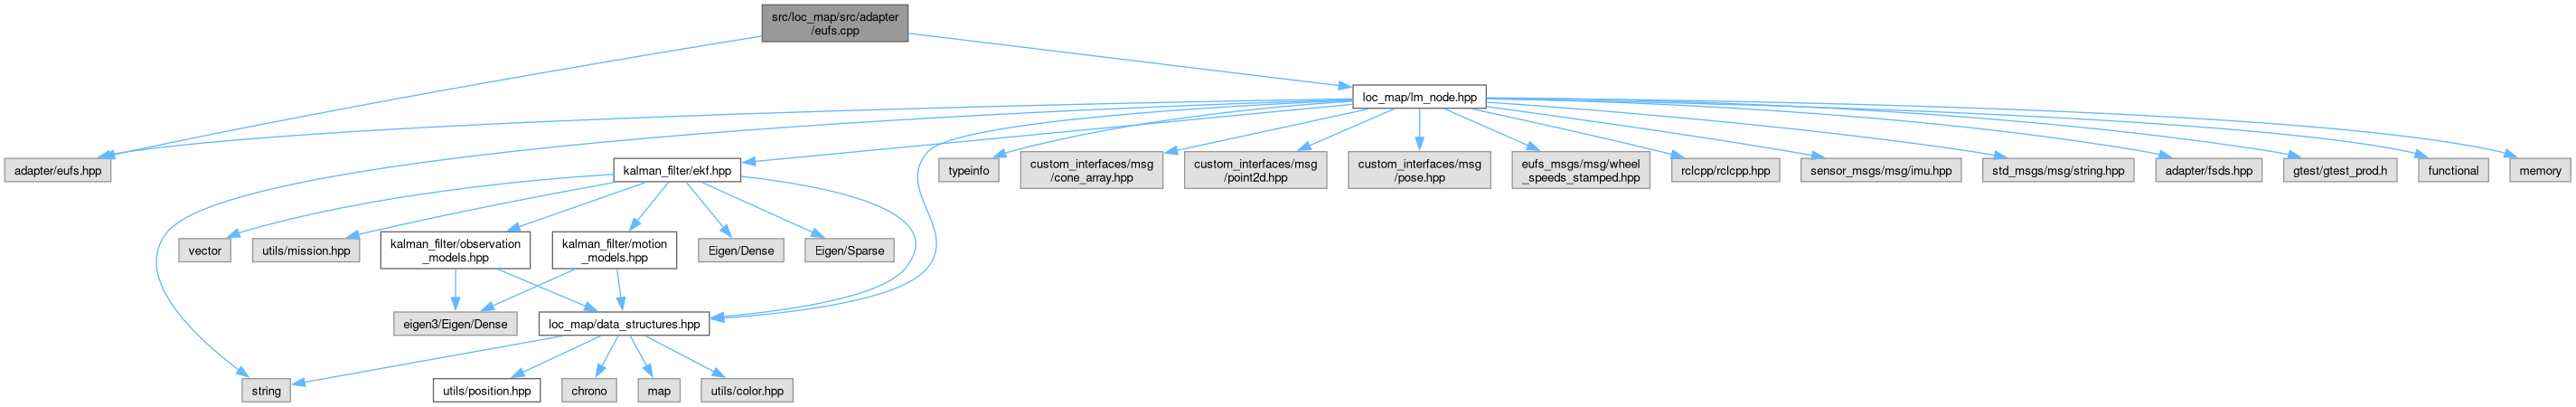 src/loc_map/src/adapter
/eufs.cpp
loc_map/lm_node.hpp
adapter/eufs.hpp
kalman_filter/ekf.hpp
typeinfo
custom_interfaces/msg
/cone_array.hpp
custom_interfaces/msg
/point2d.hpp
custom_interfaces/msg
/pose.hpp
eufs_msgs/msg/wheel
_speeds_stamped.hpp
rclcpp/rclcpp.hpp
sensor_msgs/msg/imu.hpp
std_msgs/msg/string.hpp
adapter/fsds.hpp
gtest/gtest_prod.h
functional
memory
vector
utils/mission.hpp
kalman_filter/observation
_models.hpp
kalman_filter/motion
_models.hpp
Eigen/Dense
Eigen/Sparse
eigen3/Eigen/Dense
loc_map/data_structures.hpp
string
utils/position.hpp
chrono
map
utils/color.hpp